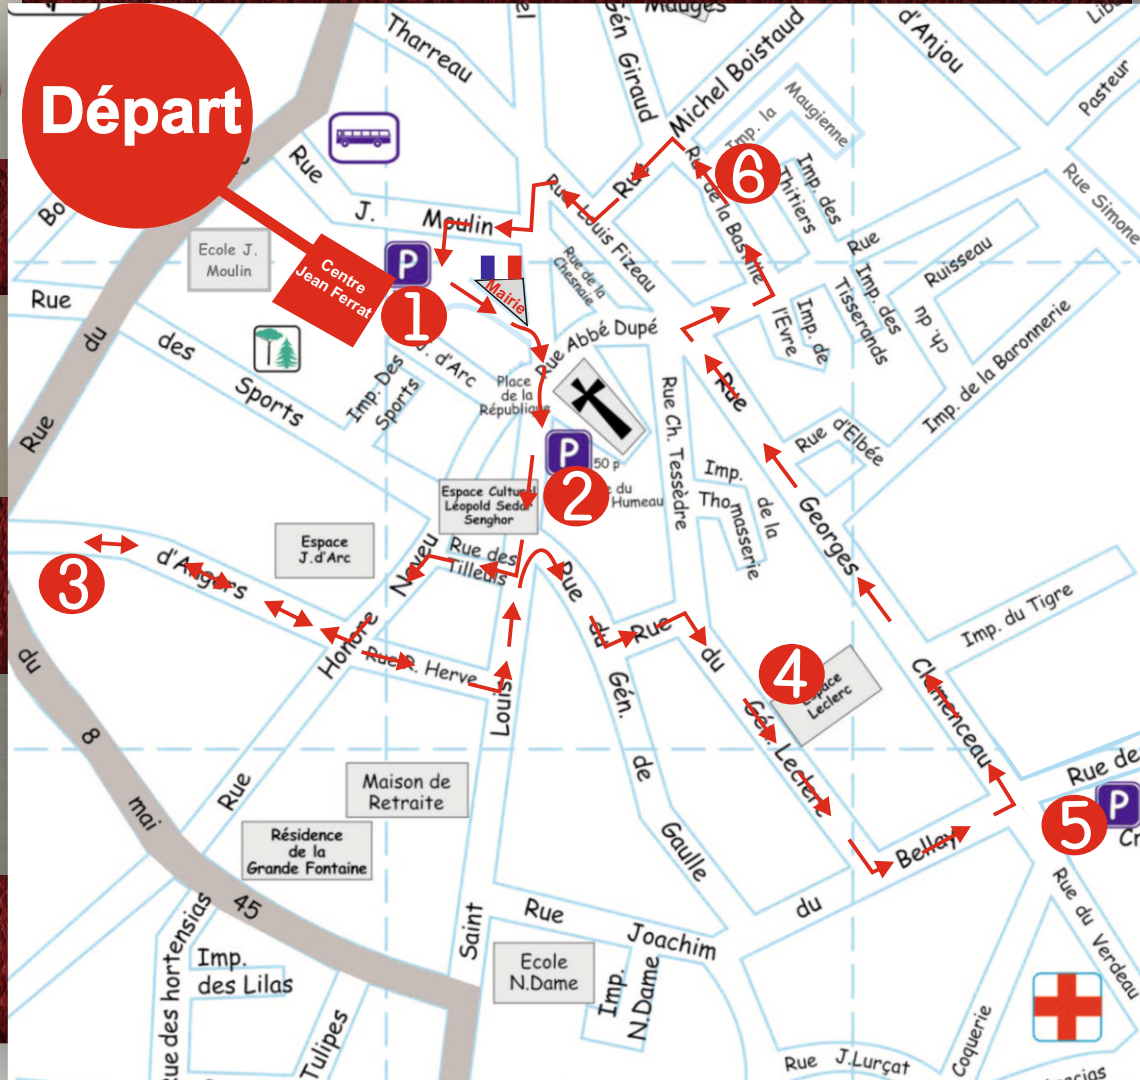 Départ
Tharreau
Gén Giraud
Mauges
Michel Boistaud
d'Anjou
Pasteur
Imp. la
Maugienne
Rue
J.
Moulin
Rue
Rue Louis Fizeau
Rue de la Bastille
6
Imp. des
Thitiers
Rue Simone
Ecole J.
Moulin
Centre
Jean Ferrat
P
1
Mairie
Rue de la
Chesnaie
Rue
Imp. des
Tisserands
Ruisseau
ch. du
Imp. de
l'Evre
Imp. de la Baronnerie
Rue
du
Rue
des
Sports
Imp. Des
Sports
J. d'Arc
Place
de la
République
Rue Abbé Dupé
Rue
Rue Ch. Tessèdre
Rue d'Elbée
P
50 p
2
du
Humeau
Imp.
Tho
masserie
de la
Espace Culturel
Léopold Sedar
Senghor
Espace
J.d'Arc
Georges
3
d'Angers
Rue des
Tilleuls
Neveu
Honoré
Rue
Rue R. Herve
Louis
Rue
du
Gén.
de
Gaulle
Rue
du
Gén. Leclerc
4
Espace
Leclerc
Imp. du Tigre
Clémenceau
Rue de
P
5
du
8
mai
45
Maison de
Retraite
Résidence
de la
Grande Fontaine
Bellay
du
Rue
Joachim
Saint
Ecole
N.Dame
Imp.
N.Dame
Rue du Verdeau
Imp.
des Lilas
des hortensias
Tulipes
Coquerie
Rue J.Lurçat